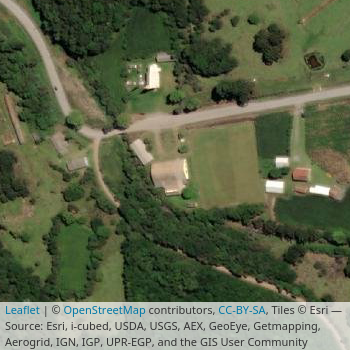 Leaflet | © OpenStreetMap contributors, CC-BY-SA, Tiles © Esri —
Source: Esri, i-cubed, USDA, USGS, AEX, GeoEye, Getmapping,
Aerogrid, IGN, IGP, UPR-EGP, and the GIS User Community